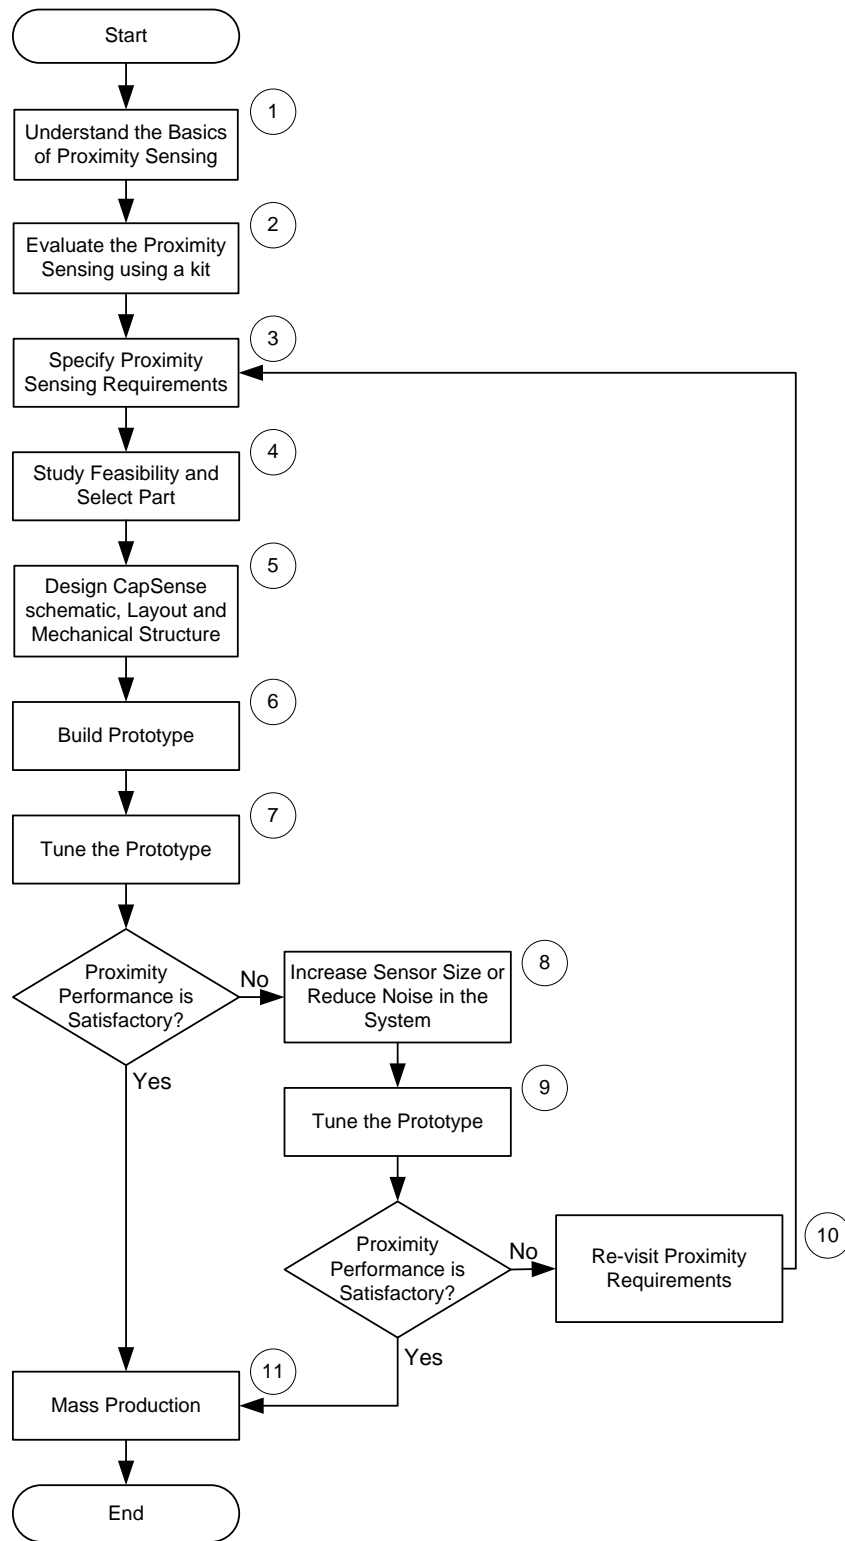 Start
1
Understand the Basics
of Proximity Sensing
2
Evaluate the Proximity
Sensing using a kit
3
Specify Proximity
Sensing Requirements
4
Study Feasibility and
Select Part
5
Design CapSense
schematic, Layout and
Mechanical Structure
6
Build Prototype
7
Tune the Prototype
Proximity
Performance is
Satisfactory?
No
Yes
8
Increase Sensor Size or
Reduce Noise in the
System
9
Tune the Prototype
Proximity
Performance is
Satisfactory?
No
Yes
10
Re-visit Proximity
Requirements
11
Mass Production
End